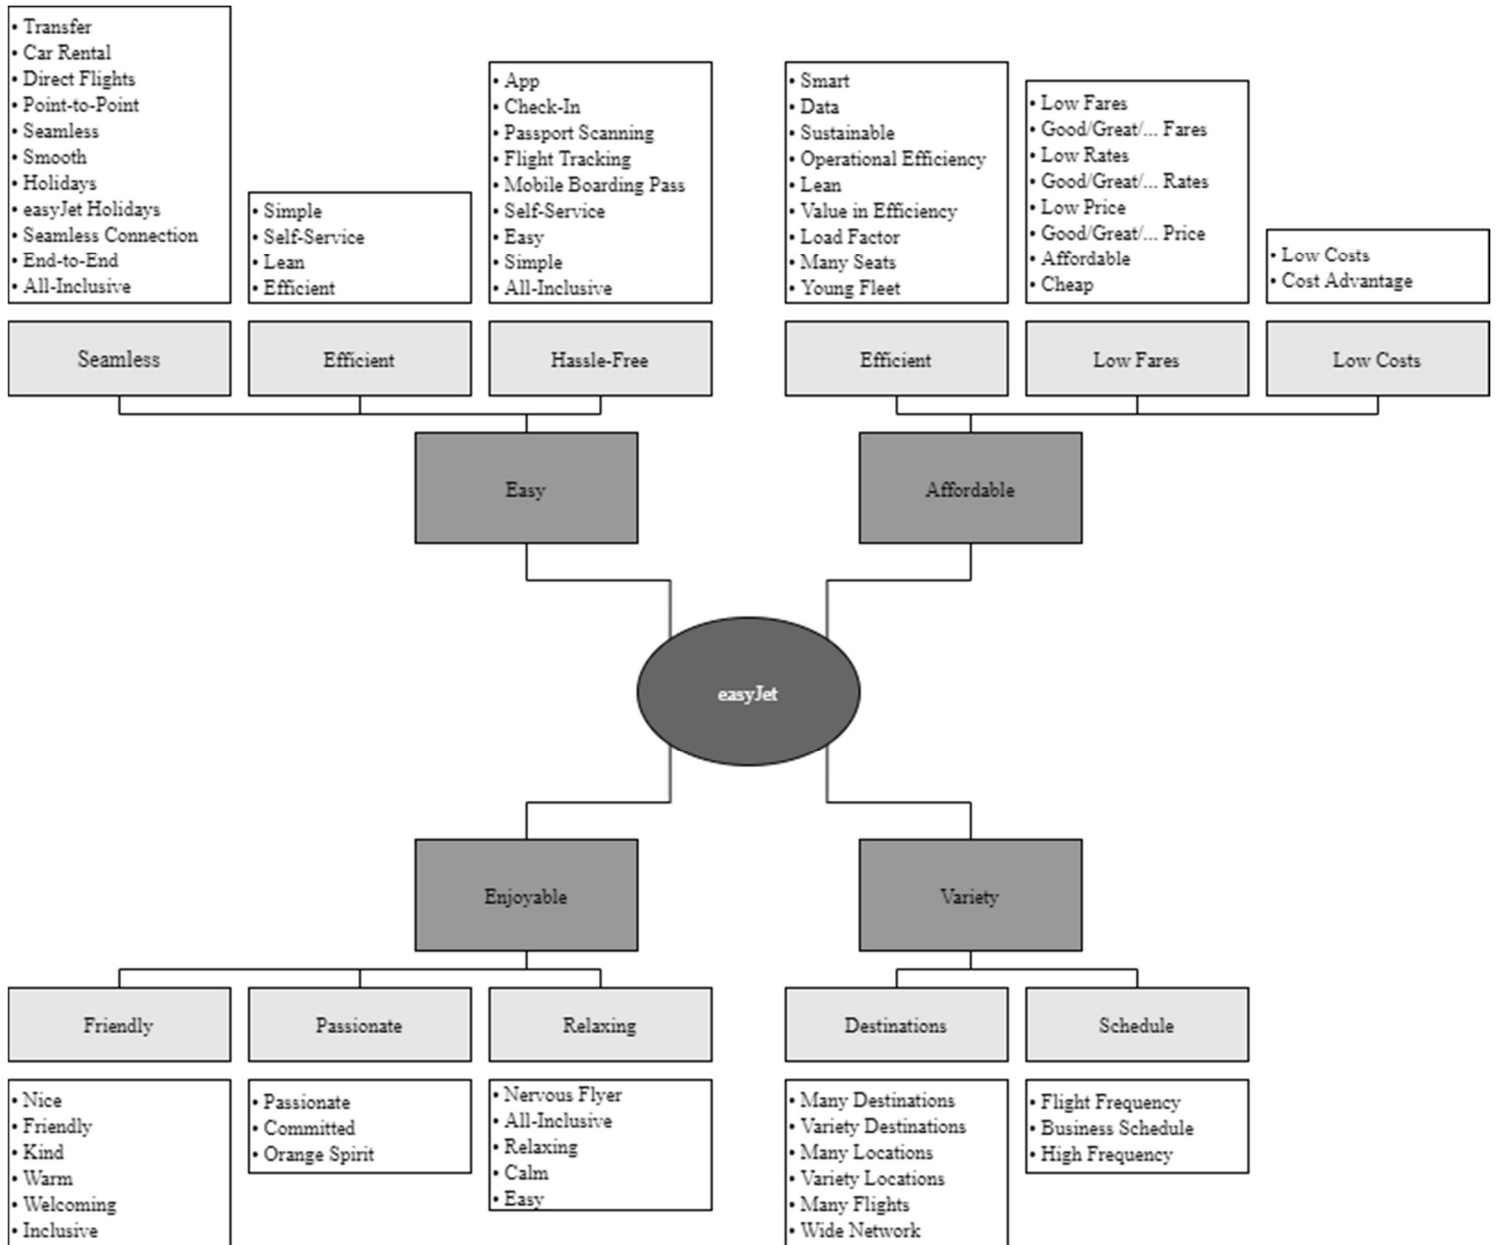 • Transfer
• Car Rental
• Direct Flights
• Point-to-Point
• Seamless
• Smooth
• Holidays
• easyJet Holidays
• Seamless Connection
• End-to-End
• All-Inclusive
• Simple
• Self-Service
• Lean
• Efficient
• App
• Check-In
• Passport Scanning
• Flight Tracking
• Mobile Boarding Pass
• Self-Service
• Easy
• Simple
• All-Inclusive
• Smart
• Data
• Sustainable
• Operational Efficiency
• Lean
• Value in Efficiency
• Load Factor
• Many Seats
• Young Fleet
• Low Fares
• Good/Great/... Fares
• Low Rates
• Good/Great/... Rates
• Low Price
• Good/Great/... Price
• Affordable
• Cheap
• Low Costs
• Cost Advantage
Seamless
Efficient
Hassle-Free
Efficient
Low Fares
Low Costs
Easy
Affordable
easyJet
Enjoyable
Variety
Friendly
Passionate
Relaxing
Destinations
Schedule
• Nice
• Friendly
• Kind
• Warm
• Welcoming
• Inclusive
• Passionate
• Committed
• Orange Spirit
• Nervous Flyer
• All-Inclusive
• Relaxing
• Calm
• Easy
• Many Destinations
• Variety Destinations
• Many Locations
• Variety Locations
• Many Flights
• Wide Network
• Flight Frequency
• Business Schedule
• High Frequency